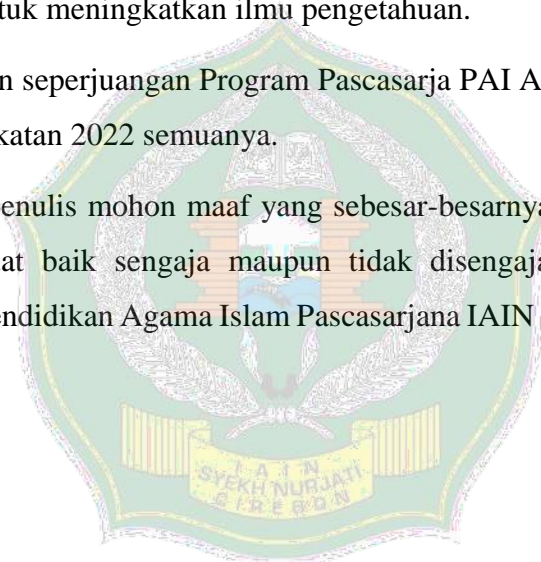 tuk meningkatkan ilmu pengetahuan.
n seperjuangan Program Pascasarja PAI A
katan 2022 semuanya.
enulis mohon maaf yang sebesar-besarnya
at baik sengaja maupun tidak disengaja
endidikan Agama Islam Pascasarjana IAIN
IAIN
SYEKH NURJATI
CIREBON